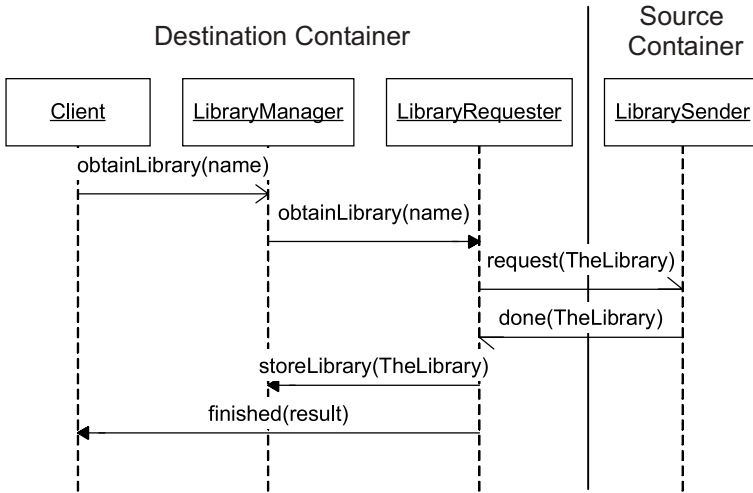 Destination Container
Source
Container
Client
LibraryManager
LibraryRequester
LibrarySender
obtainLibrary(name)
obtainLibrary(name)
request(TheLibrary)
done(TheLibrary)
storeLibrary(TheLibrary)
finished(result)